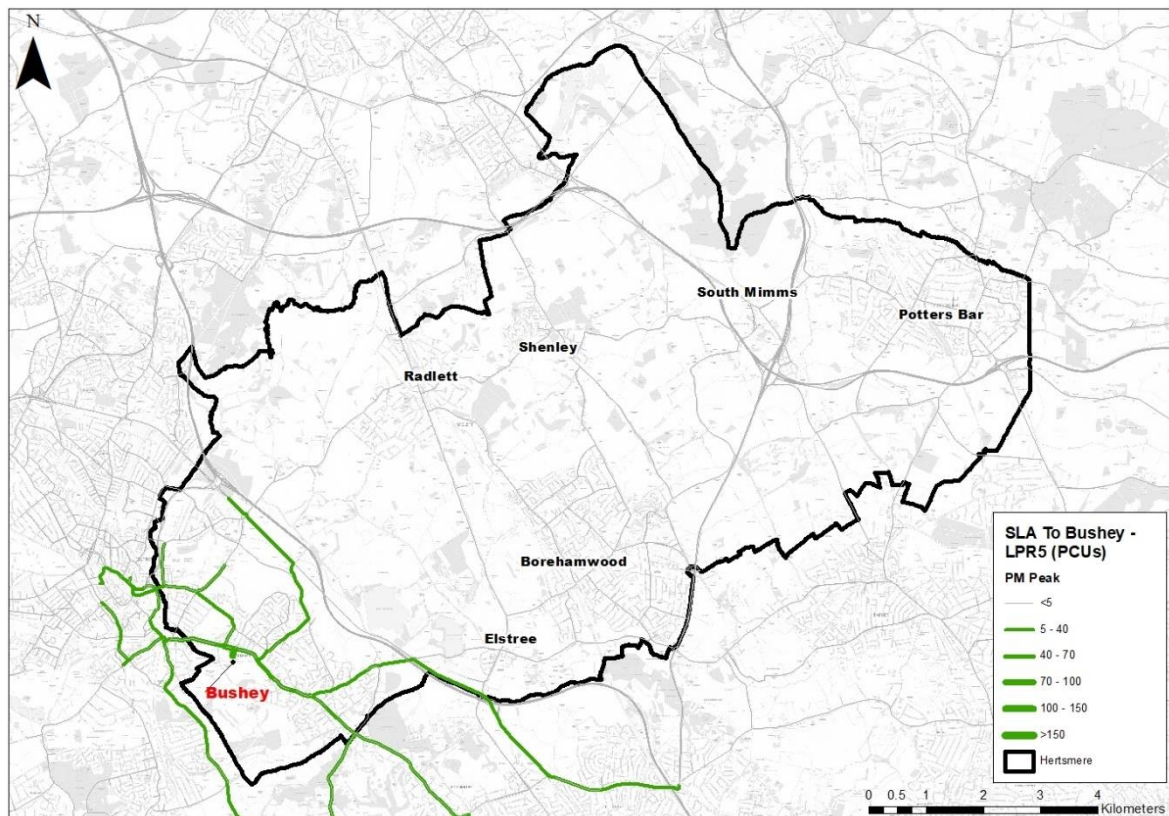 N
South Mimms
Potters Bar
Shenley
Radlett
Borehamwood
Elstree
Bushey
SLA To Bushey -
LPR5 (PCUs)
PM Peak
<5
5 - 40
40 - 70
70 - 100
100 - 150
>150
Hertsmere
0 0.5 1 2 3 4
Kilometers